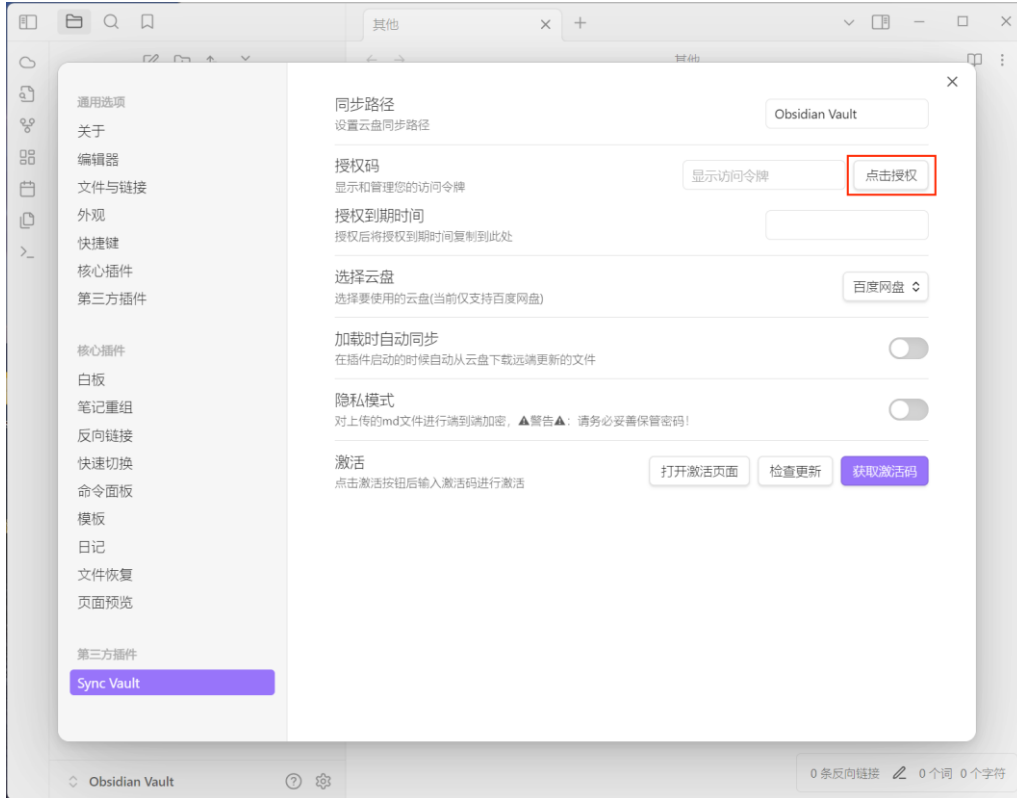 其他
其他
通用选项
关于
编辑器
文件与链接
外观
快捷键
核心插件
第三方插件
核心插件
白板
笔记重组
反向链接
快速切换
命令面板
模板
日记
文件恢复
页面预览
第三方插件
Sync Vault
同步路径
设置云盘同步路径
Obsidian Vault
授权码
显示和管理您的访问令牌
显示访问令牌
点击授权
授权到期时间
授权后将授权到期时间复制到此处
选择云盘
选择要使用的云盘(当前仅支持百度网盘)
百度网盘
加载时自动同步
在插件启动的时候自动从云盘下载远端更新的文件
隐私模式
对上传的md文件进行端到端加密，⚠警告⚠：请务必妥善保管密码！
激活
点击激活按钮后输入激活码进行激活
打开激活页面
检查更新
获取激活码
Obsidian Vault
0 条反向链接 0 个词 0 个字符